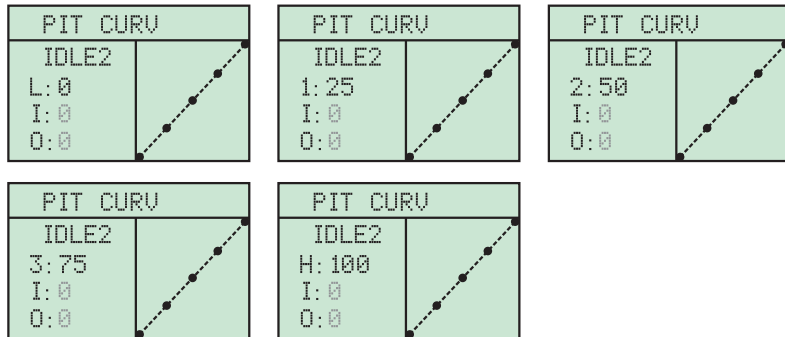 PIT CURV
IDLE2
L:0
I:0
O:0
PIT CURV
IDLE2
1:25
I:0
O:0
PIT CURV
IDLE2
2:50
I:0
O:0
PIT CURV
IDLE2
3:75
I:0
O:0
PIT CURV
IDLE2
H:100
I:0
O:0